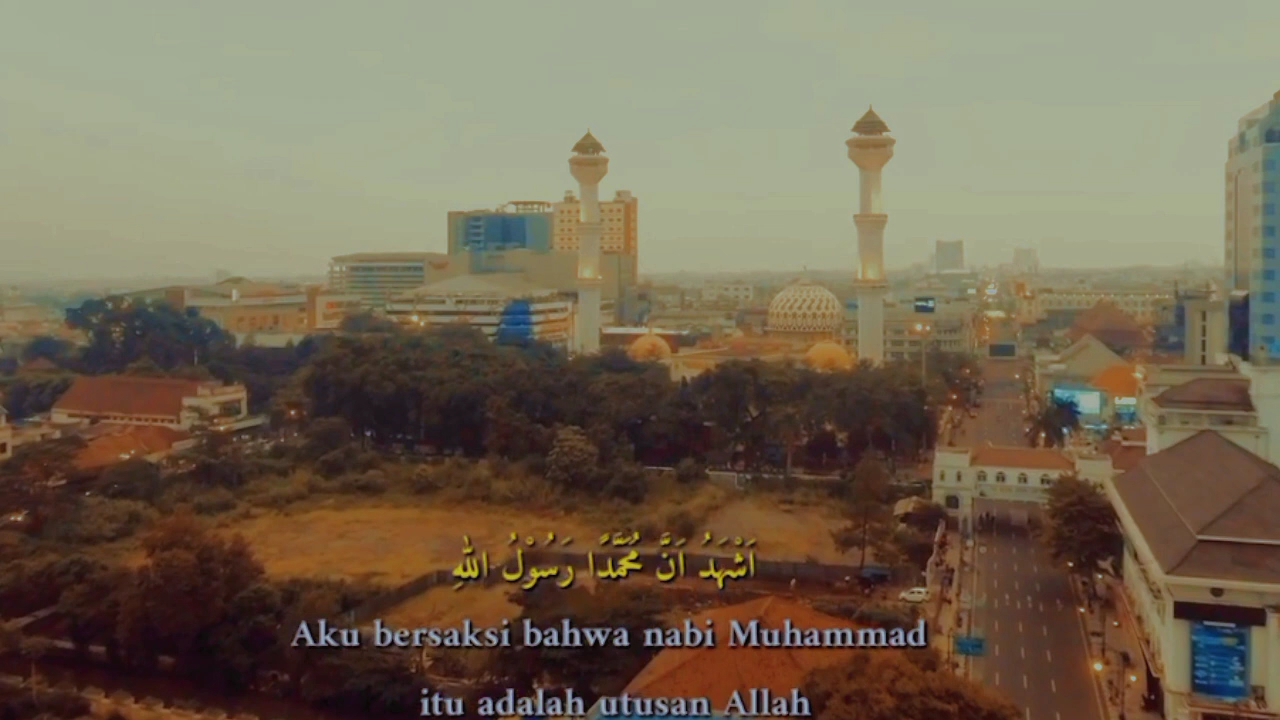 اَشْهَدُ اَنَّ مُحَمَّدًا رَسُوْلُ اللهِ
Aku bersaksi bahwa nabi Muhammad
itu adalah utusan Allah